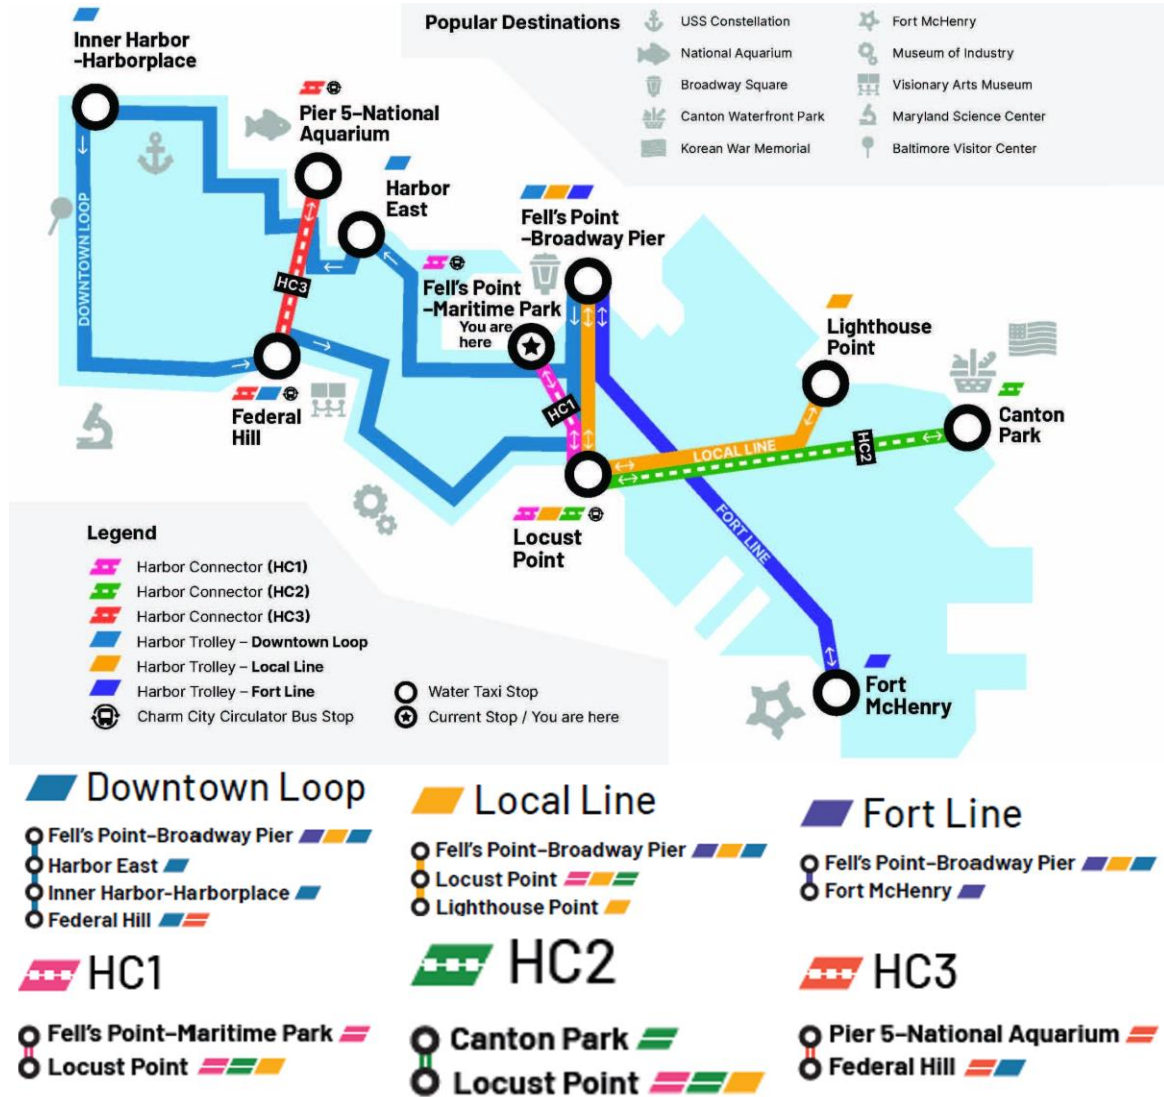 Popular Destinations
USS Constellation
National Aquarium
Broadway Square
Canton Waterfront Park
Korean War Memorial
Fort McHenry
Museum of Industry
Visionary Arts Museum
Maryland Science Center
Baltimore Visitor Center
Inner Harbor
-Harborplace
Pier 5-National
Aquarium
Harbor
East
Fell's Point
-Broadway Pier
Fell's Point
-Maritime Park
You are
here
DOWNTOWN LOOP
HC3
HC1
Lighthouse
Point
Canton
Park
HC2
LOCAL LINE
FORT LINE
Federal
Hill
Locust
Point
Fort
McHenry
Legend
Harbor Connector (HC1)
Harbor Connector (HC2)
Harbor Connector (HC3)
Harbor Trolley – Downtown Loop
Harbor Trolley – Local Line
Harbor Trolley – Fort Line
Charm City Circulator Bus Stop
Water Taxi Stop
Current Stop / You are here
Downtown Loop
Fell's Point-Broadway Pier
Harbor East
Inner Harbor-Harborplace
Federal Hill
Local Line
Fell's Point-Broadway Pier
Locust Point
Lighthouse Point
Fort Line
Fell's Point-Broadway Pier
Fort McHenry
HC1
Fell's Point-Maritime Park
Locust Point
HC2
Canton Park
Locust Point
HC3
Pier 5-National Aquarium
Federal Hill